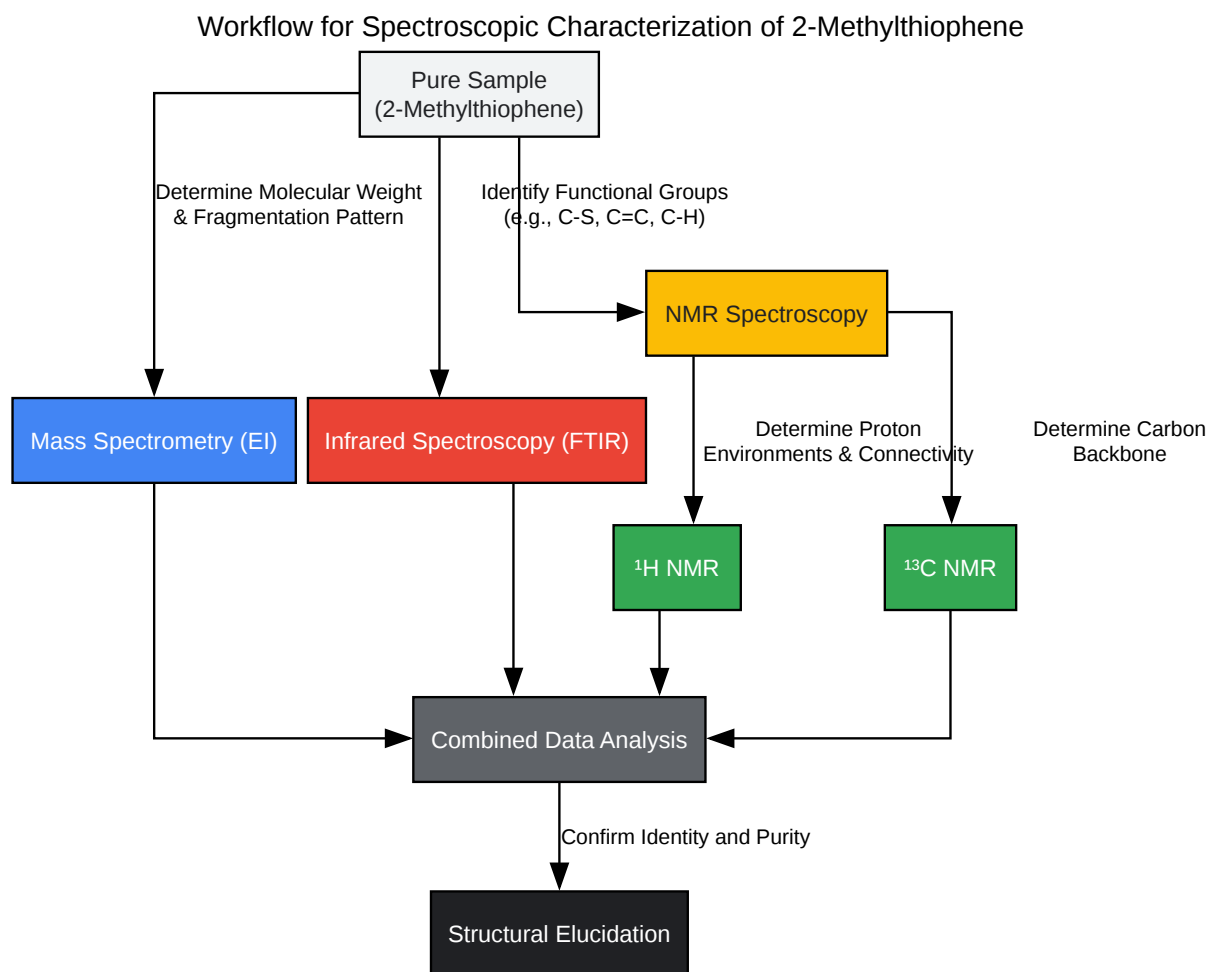 Workflow for Spectroscopic Characterization of 2-Methylthiophene
Pure Sample
(2-Methylthiophene)
Determine Molecular Weight
& Fragmentation Pattern
Identify Functional Groups
(e.g., C-S, C=C, C-H)
NMR Spectroscopy
Mass Spectrometry (EI)
Infrared Spectroscopy (FTIR)
Determine Proton
Environments & Connectivity
Determine Carbon
Backbone
¹H NMR
¹³C NMR
Combined Data Analysis
Confirm Identity and Purity
Structural Elucidation